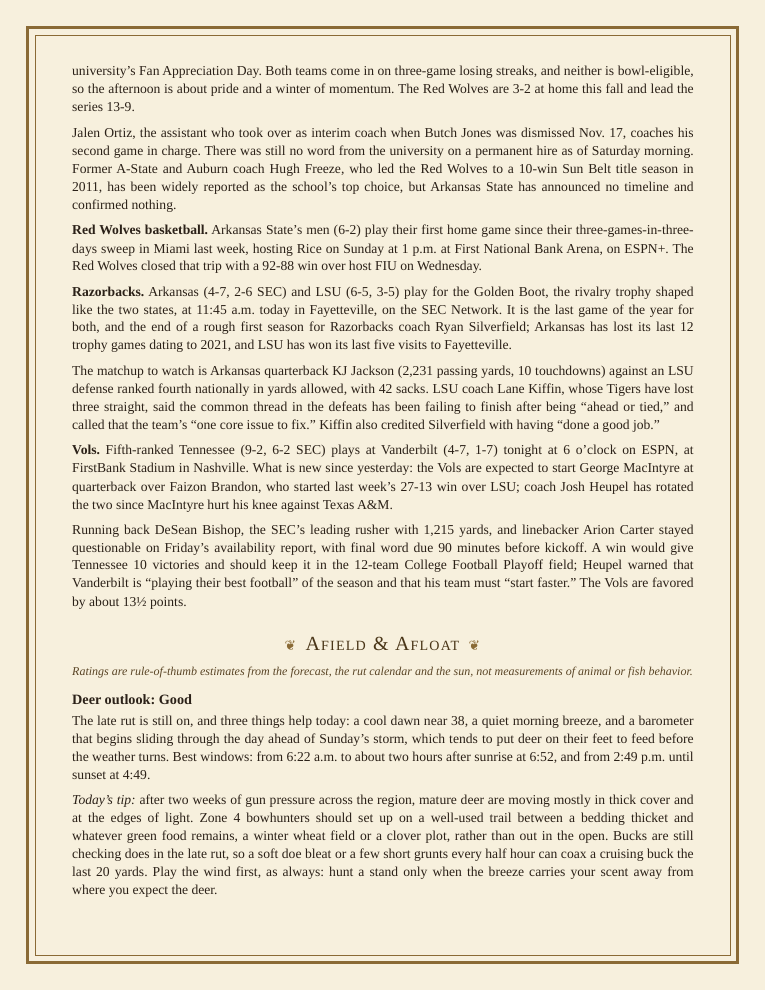 university’s Fan Appreciation Day. Both teams come in on three-game losing streaks, and neither is bowl-eligible,
so the afternoon is about pride and a winter of momentum. The Red Wolves are 3-2 at home this fall and lead the
series 13-9.
Jalen Ortiz, the assistant who took over as interim coach when Butch Jones was dismissed Nov. 17, coaches his
second game in charge. There was still no word from the university on a permanent hire as of Saturday morning.
Former A-State and Auburn coach Hugh Freeze, who led the Red Wolves to a 10-win Sun Belt title season in
2011, has been widely reported as the school’s top choice, but Arkansas State has announced no timeline and
confirmed nothing.
Red Wolves basketball. Arkansas State’s men (6-2) play their first home game since their three-games-in-three-
days sweep in Miami last week, hosting Rice on Sunday at 1 p.m. at First National Bank Arena, on ESPN+. The
Red Wolves closed that trip with a 92-88 win over host FIU on Wednesday.
Razorbacks. Arkansas (4-7, 2-6 SEC) and LSU (6-5, 3-5) play for the Golden Boot, the rivalry trophy shaped
like the two states, at 11:45 a.m. today in Fayetteville, on the SEC Network. It is the last game of the year for
both, and the end of a rough first season for Razorbacks coach Ryan Silverfield; Arkansas has lost its last 12
trophy games dating to 2021, and LSU has won its last five visits to Fayetteville.
The matchup to watch is Arkansas quarterback KJ Jackson (2,231 passing yards, 10 touchdowns) against an LSU
defense ranked fourth nationally in yards allowed, with 42 sacks. LSU coach Lane Kiffin, whose Tigers have lost
three straight, said the common thread in the defeats has been failing to finish after being “ahead or tied,” and
called that the team’s “one core issue to fix.” Kiffin also credited Silverfield with having “done a good job.”
Vols. Fifth-ranked Tennessee (9-2, 6-2 SEC) plays at Vanderbilt (4-7, 1-7) tonight at 6 o’clock on ESPN, at
FirstBank Stadium in Nashville. What is new since yesterday: the Vols are expected to start George MacIntyre at
quarterback over Faizon Brandon, who started last week’s 27-13 win over LSU; coach Josh Heupel has rotated
the two since MacIntyre hurt his knee against Texas A&M.
Running back DeSean Bishop, the SEC’s leading rusher with 1,215 yards, and linebacker Arion Carter stayed
questionable on Friday’s availability report, with final word due 90 minutes before kickoff. A win would give
Tennessee 10 victories and should keep it in the 12-team College Football Playoff field; Heupel warned that
Vanderbilt is “playing their best football” of the season and that his team must “start faster.” The Vols are favored
by about 13½ points.
❦ Afield & Afloat ❦
Ratings are rule-of-thumb estimates from the forecast, the rut calendar and the sun, not measurements of animal or fish behavior.
Deer outlook: Good
The late rut is still on, and three things help today: a cool dawn near 38, a quiet morning breeze, and a barometer
that begins sliding through the day ahead of Sunday’s storm, which tends to put deer on their feet to feed before
the weather turns. Best windows: from 6:22 a.m. to about two hours after sunrise at 6:52, and from 2:49 p.m. until
sunset at 4:49.
Today’s tip: after two weeks of gun pressure across the region, mature deer are moving mostly in thick cover and
at the edges of light. Zone 4 bowhunters should set up on a well-used trail between a bedding thicket and
whatever green food remains, a winter wheat field or a clover plot, rather than out in the open. Bucks are still
checking does in the late rut, so a soft doe bleat or a few short grunts every half hour can coax a cruising buck the
last 20 yards. Play the wind first, as always: hunt a stand only when the breeze carries your scent away from
where you expect the deer.